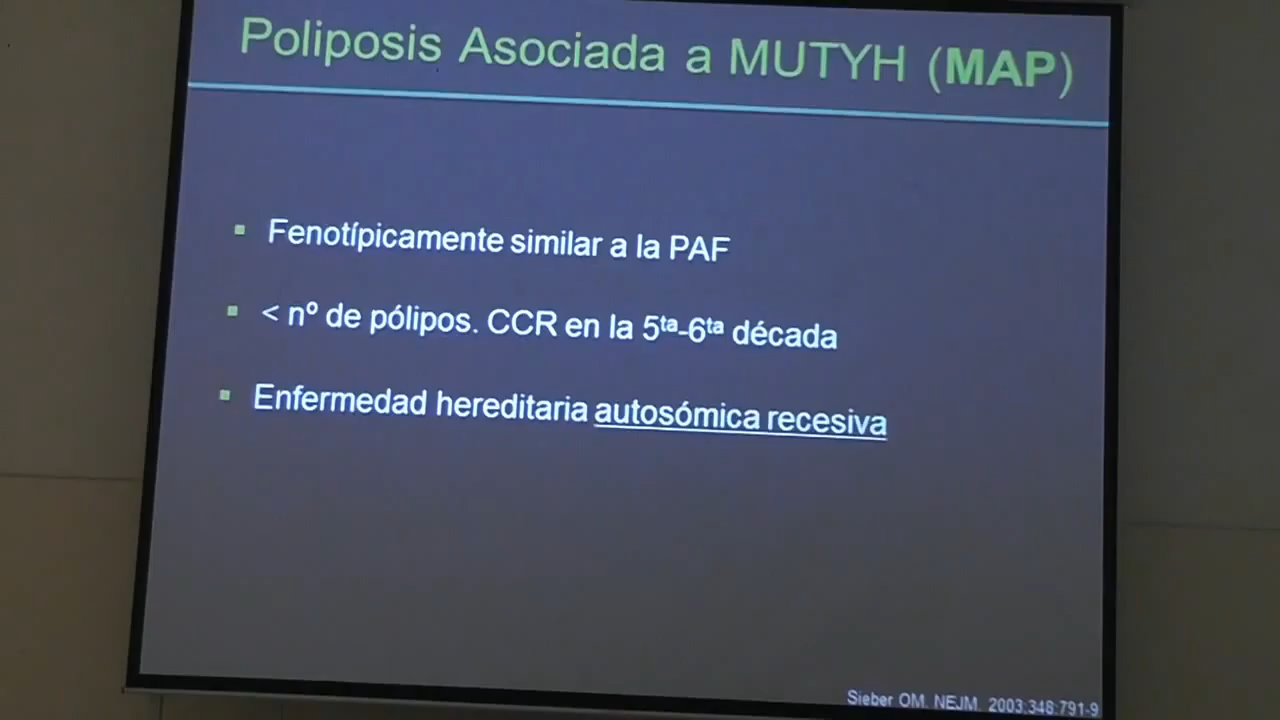 Poliposis Asociada a MUTYH (MAP)
▪ Fenotípicamente similar a la PAF
▪ < nº de pólipos. CCR en la 5ta-6ta década
▪ Enfermedad hereditaria autosómica recesiva
Sieber OM. NEJM. 2003;348:791-9